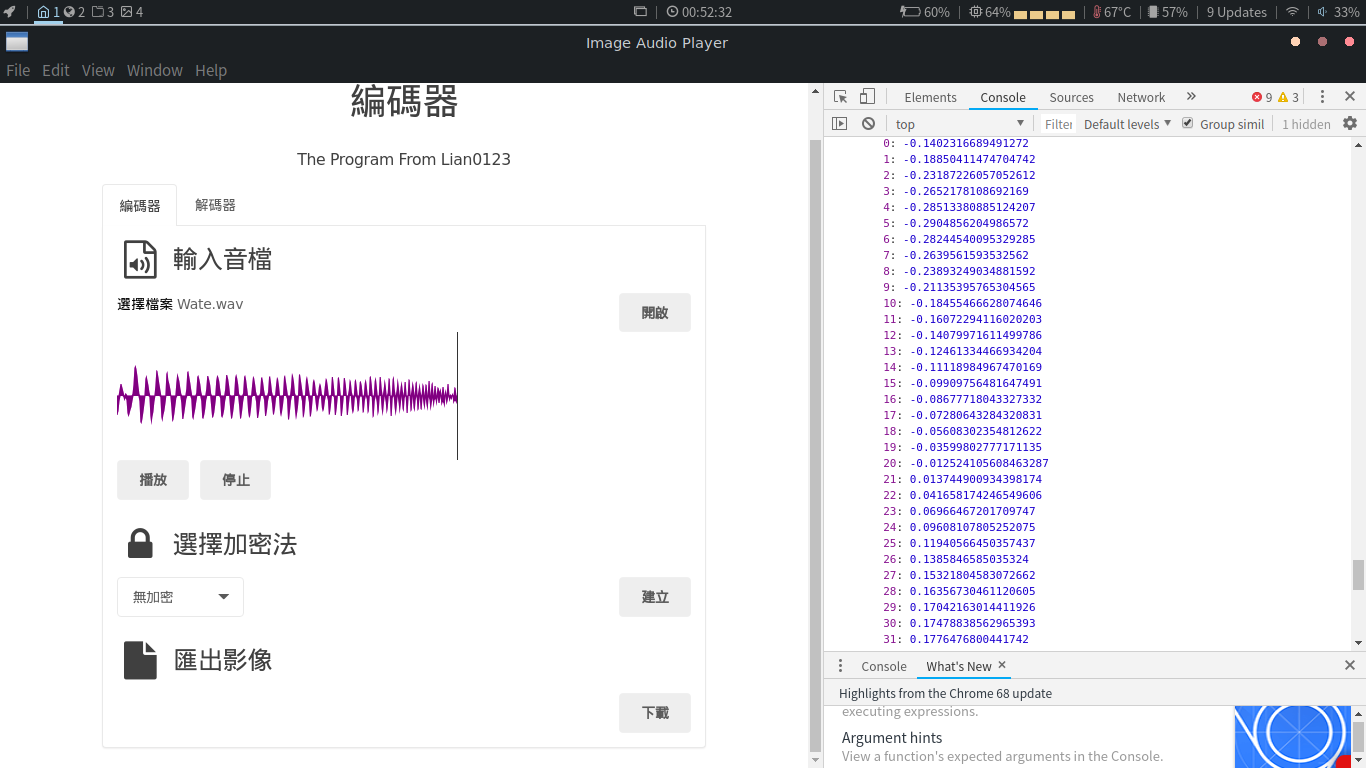 1 2 3 4 00:52:32 60% 64% 67°C 57% 9 Updates 33%
Image Audio Player
File Edit View Window Help
編碼器
The Program From Lian0123
編碼器 解碼器
輸入音檔
選擇檔案 Wate.wav
開啟
播放 停止
選擇加密法
無加密
建立
匯出影像
下載
Elements Console Sources Network » 9 3
top Filter Default levels Group simil 1 hidden
0: -0.1402316689491272
1: -0.18850411474704742
2: -0.23187226057052612
3: -0.2652178108692169
4: -0.28513380885124207
5: -0.2904856204986572
6: -0.28244540095329285
7: -0.2639561593532562
8: -0.23893249034881592
9: -0.21135395765304565
10: -0.18455466628074646
11: -0.16072294116020203
12: -0.14079971611499786
13: -0.12461334466934204
14: -0.11118984967470169
15: -0.09909756481647491
16: -0.08677718043327332
17: -0.07280643284320831
18: -0.05608302354812622
19: -0.03599802777171135
20: -0.012524105608463287
21: 0.013744900934398174
22: 0.041658174246549606
23: 0.06966467201709747
24: 0.09608107805252075
25: 0.11940566450357437
26: 0.1385846585035324
27: 0.15321804583072662
28: 0.16356730461120605
29: 0.17042163014411926
30: 0.17478838562965393
31: 0.1776476800441742
Console What's New
Highlights from the Chrome 68 update
executing expressions.
Argument hints
View a function's expected arguments in the Console.